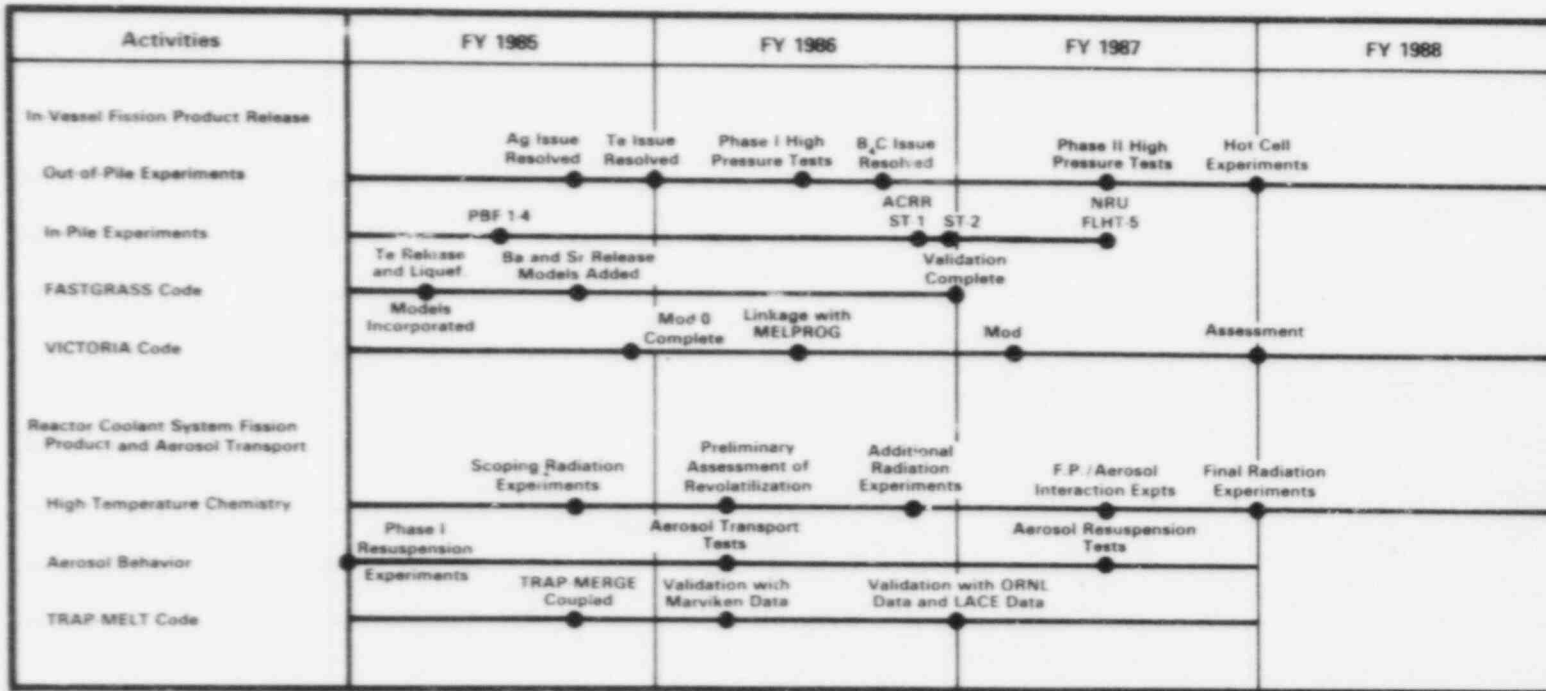 Activities
FY 1985
FY 1986
FY 1987
FY 1988
In-Vessel Fission Product Release
Out-of-Pile Experiments
Ag Issue
Resolved
Te Issue
Resolved
Phase I High
Pressure Tests
B₄C Issue
Resolved
Phase II High
Pressure Tests
Hot Cell
Experiments
In-Pile Experiments
PBF 1-4
ACRR
ST-1
ST-2
NRU
FLHT-5
FASTGRASS Code
Te Release
and Liquef.
Models
Incorporated
Ba and Sr Release
Models Added
Validation
Complete
VICTORIA Code
Mod 0
Complete
Linkage with
MELPROG
Mod
Assessment
Reactor Coolant System Fission
Product and Aerosol Transport
High Temperature Chemistry
Scoping Radiation
Experiments
Preliminary
Assessment of
Revolatilization
Additional
Radiation
Experiments
F.P./Aerosol
Interaction Expts
Final Radiation
Experiments
Aerosol Behavior
Phase I
Resuspension
Experiments
Aerosol Transport
Tests
Aerosol Resuspension
Tests
TRAP MELT Code
TRAP-MERGE
Coupled
Validation with
Marviken Data
Validation with ORNL
Data and LACE Data